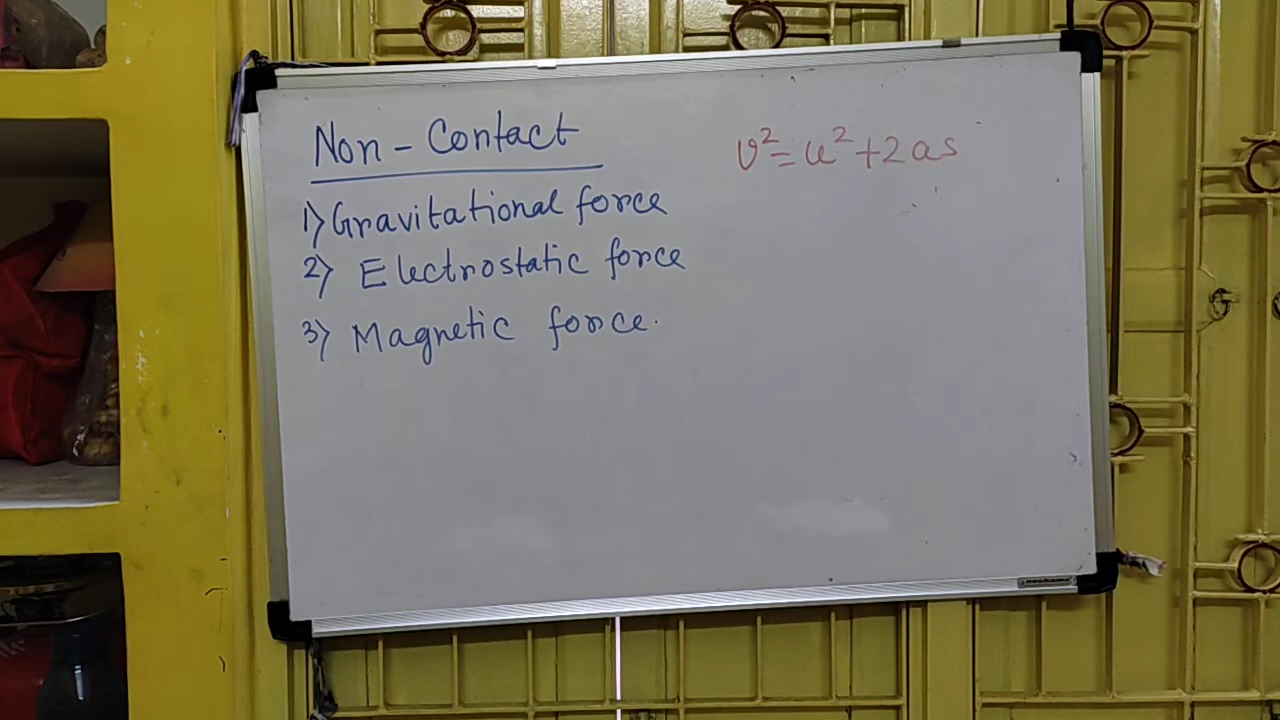 Non-Contact
v²=u²+2as
1) Gravitational force
2) Electrostatic force
3) Magnetic force.